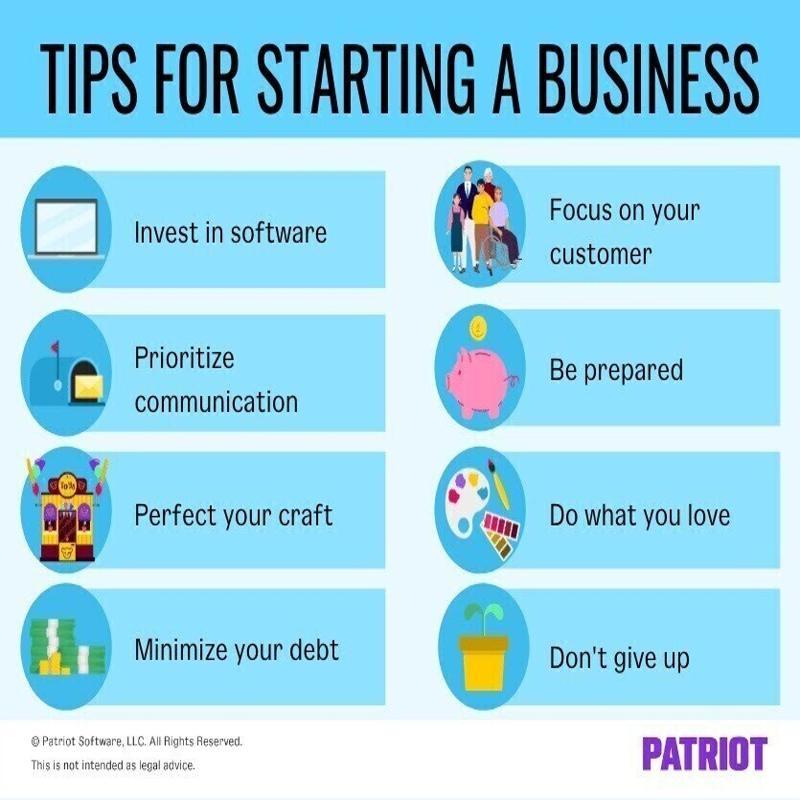 TIPS FOR STARTING A BUSINESS
Invest in software
Focus on your
customer
Prioritize
communication
Be prepared
Toys
Perfect your craft
Do what you love
Minimize your debt
Don't give up
© Patriot Software, LLC. All Rights Reserved.
This is not intended as legal advice.
PATRIOT